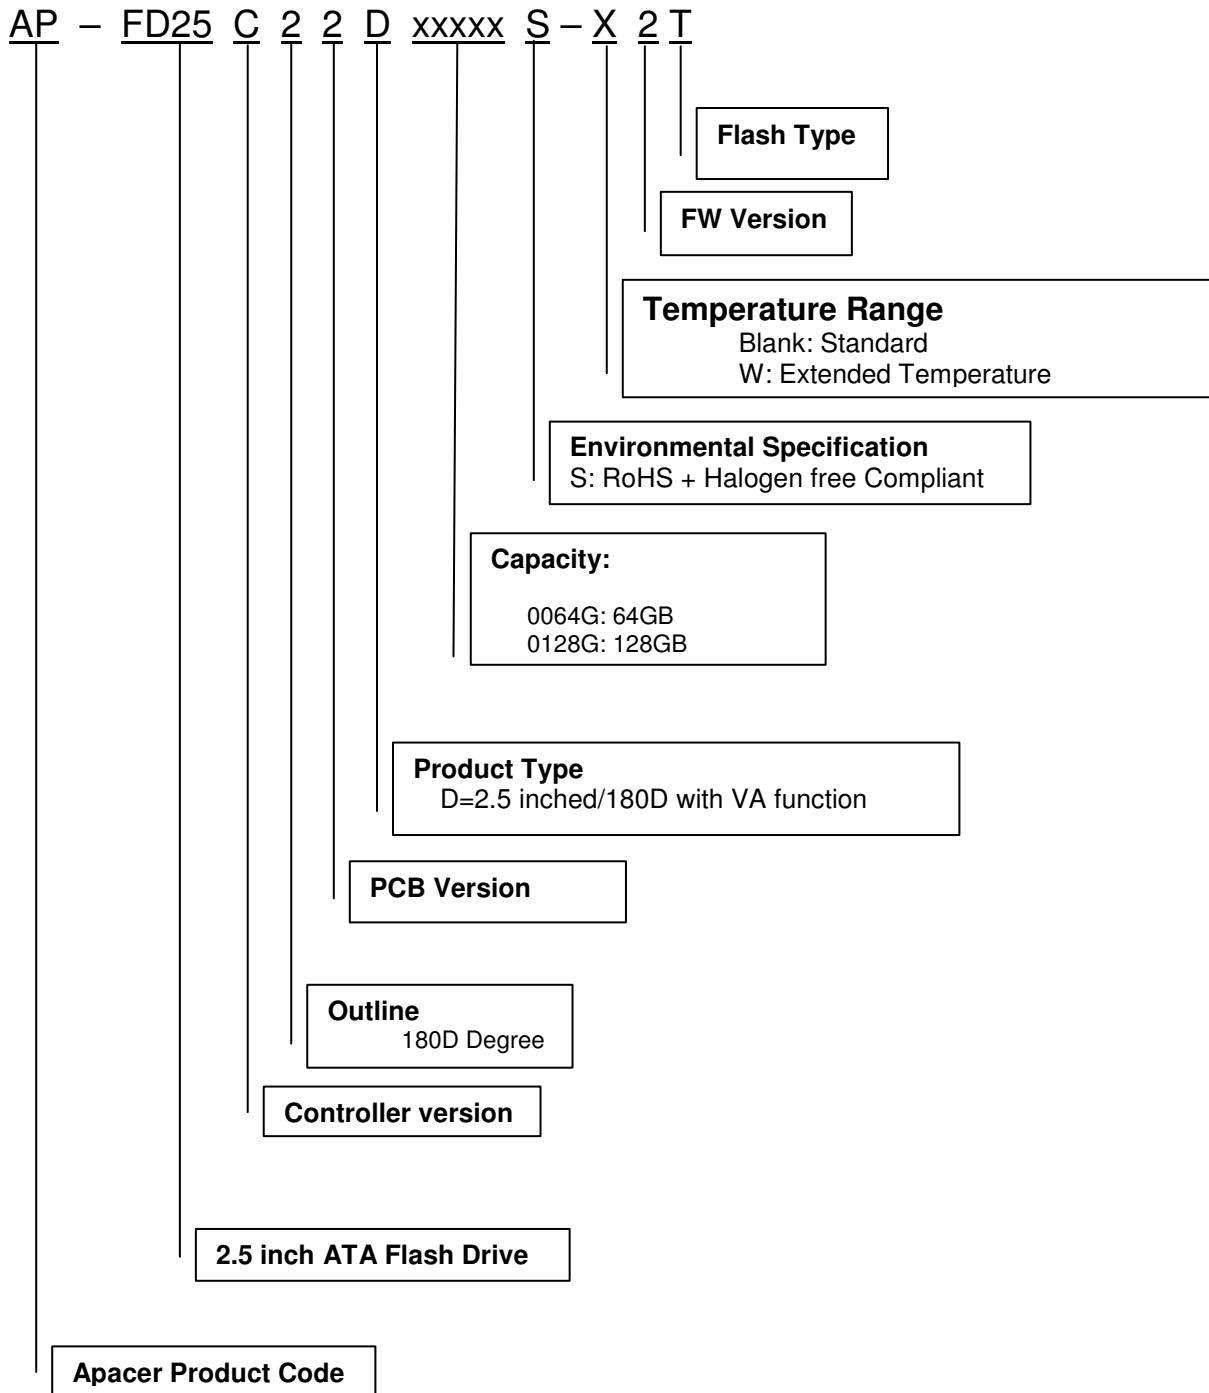 AP – FD25 C 2 2 D xxxxx S – X 2 T
Flash Type
FW Version
Temperature Range
Blank: Standard
W: Extended Temperature
Environmental Specification
S: RoHS + Halogen free Compliant
Capacity:
0064G: 64GB
0128G: 128GB
Product Type
D=2.5 inched/180D with VA function
PCB Version
Outline
180D Degree
Controller version
2.5 inch ATA Flash Drive
Apacer Product Code